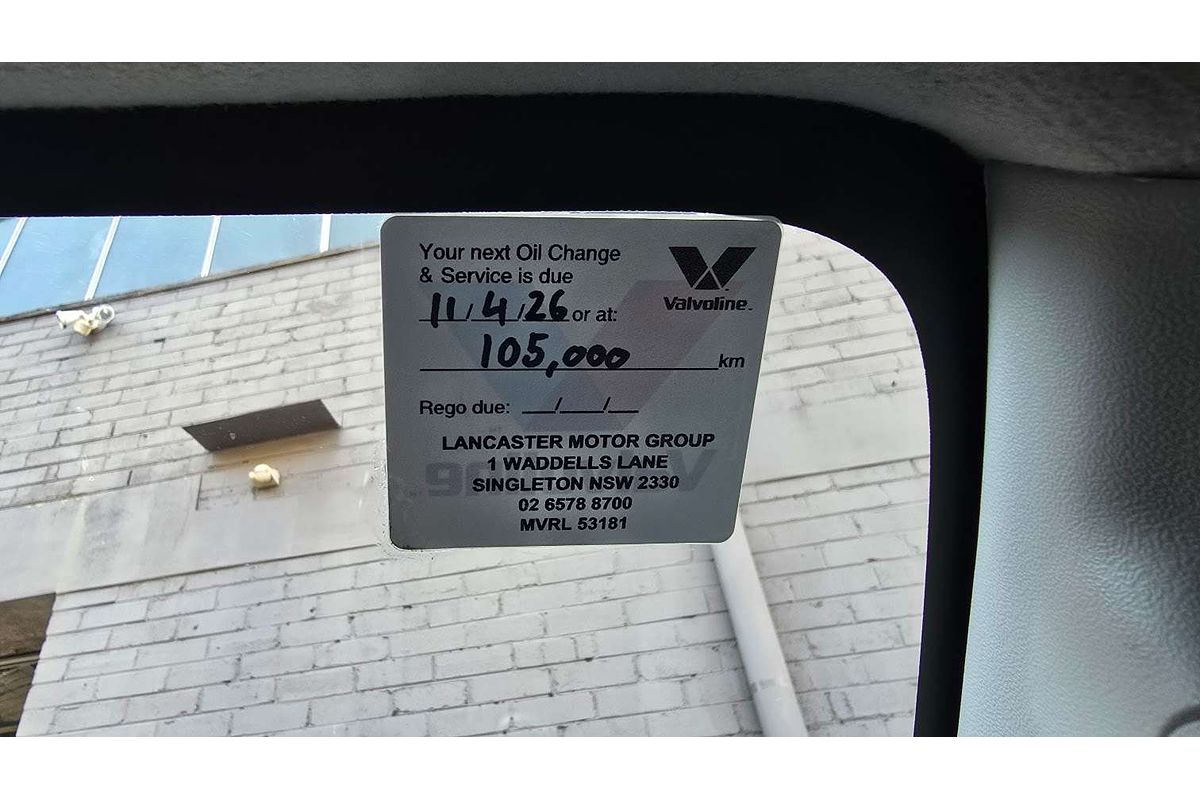 Your next Oil Change
& Service is due
11/4/26 or at:
105,000 km
Rego due: __/__/__
LANCASTER MOTOR GROUP
1 WADDELLS LANE
SINGLETON NSW 2330
02 6578 8700
MVRL 53181
Valvoline™